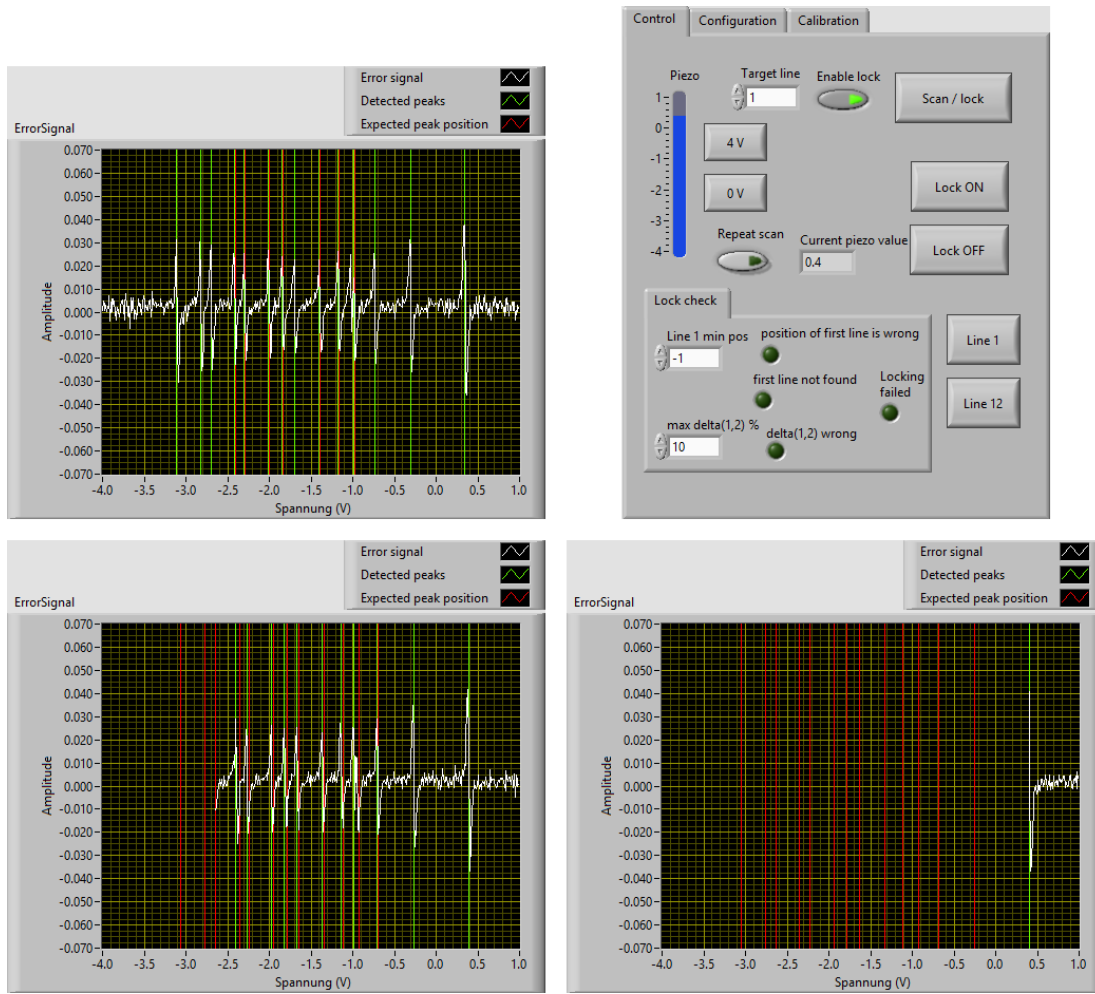 Error signal
Detected peaks
Expected peak position
ErrorSignal
0.070
0.060
0.050
0.040
0.030
0.020
0.010
0.000
-0.010
-0.020
-0.030
-0.040
-0.050
-0.060
-0.070
Amplitude
-4.0 -3.5 -3.0 -2.5 -2.0 -1.5 -1.0 -0.5 0.0 0.5 1.0
Spannung (V)
Control Configuration Calibration
Piezo
1
0
-1
-2
-3
-4
Target line
1
Enable lock
Scan / lock
4 V
0 V
Lock ON
Repeat scan
Current piezo value
0.4
Lock OFF
Lock check
Line 1 min pos
-1
position of first line is wrong
first line not found
Locking
failed
max delta(1,2) %
10
delta(1,2) wrong
Line 1
Line 12
Error signal
Detected peaks
Expected peak position
ErrorSignal
0.070
0.060
0.050
0.040
0.030
0.020
0.010
0.000
-0.010
-0.020
-0.030
-0.040
-0.050
-0.060
-0.070
Amplitude
-4.0 -3.5 -3.0 -2.5 -2.0 -1.5 -1.0 -0.5 0.0 0.5 1.0
Spannung (V)
Error signal
Detected peaks
Expected peak position
ErrorSignal
0.070
0.060
0.050
0.040
0.030
0.020
0.010
0.000
-0.010
-0.020
-0.030
-0.040
-0.050
-0.060
-0.070
Amplitude
-4.0 -3.5 -3.0 -2.5 -2.0 -1.5 -1.0 -0.5 0.0 0.5 1.0
Spannung (V)